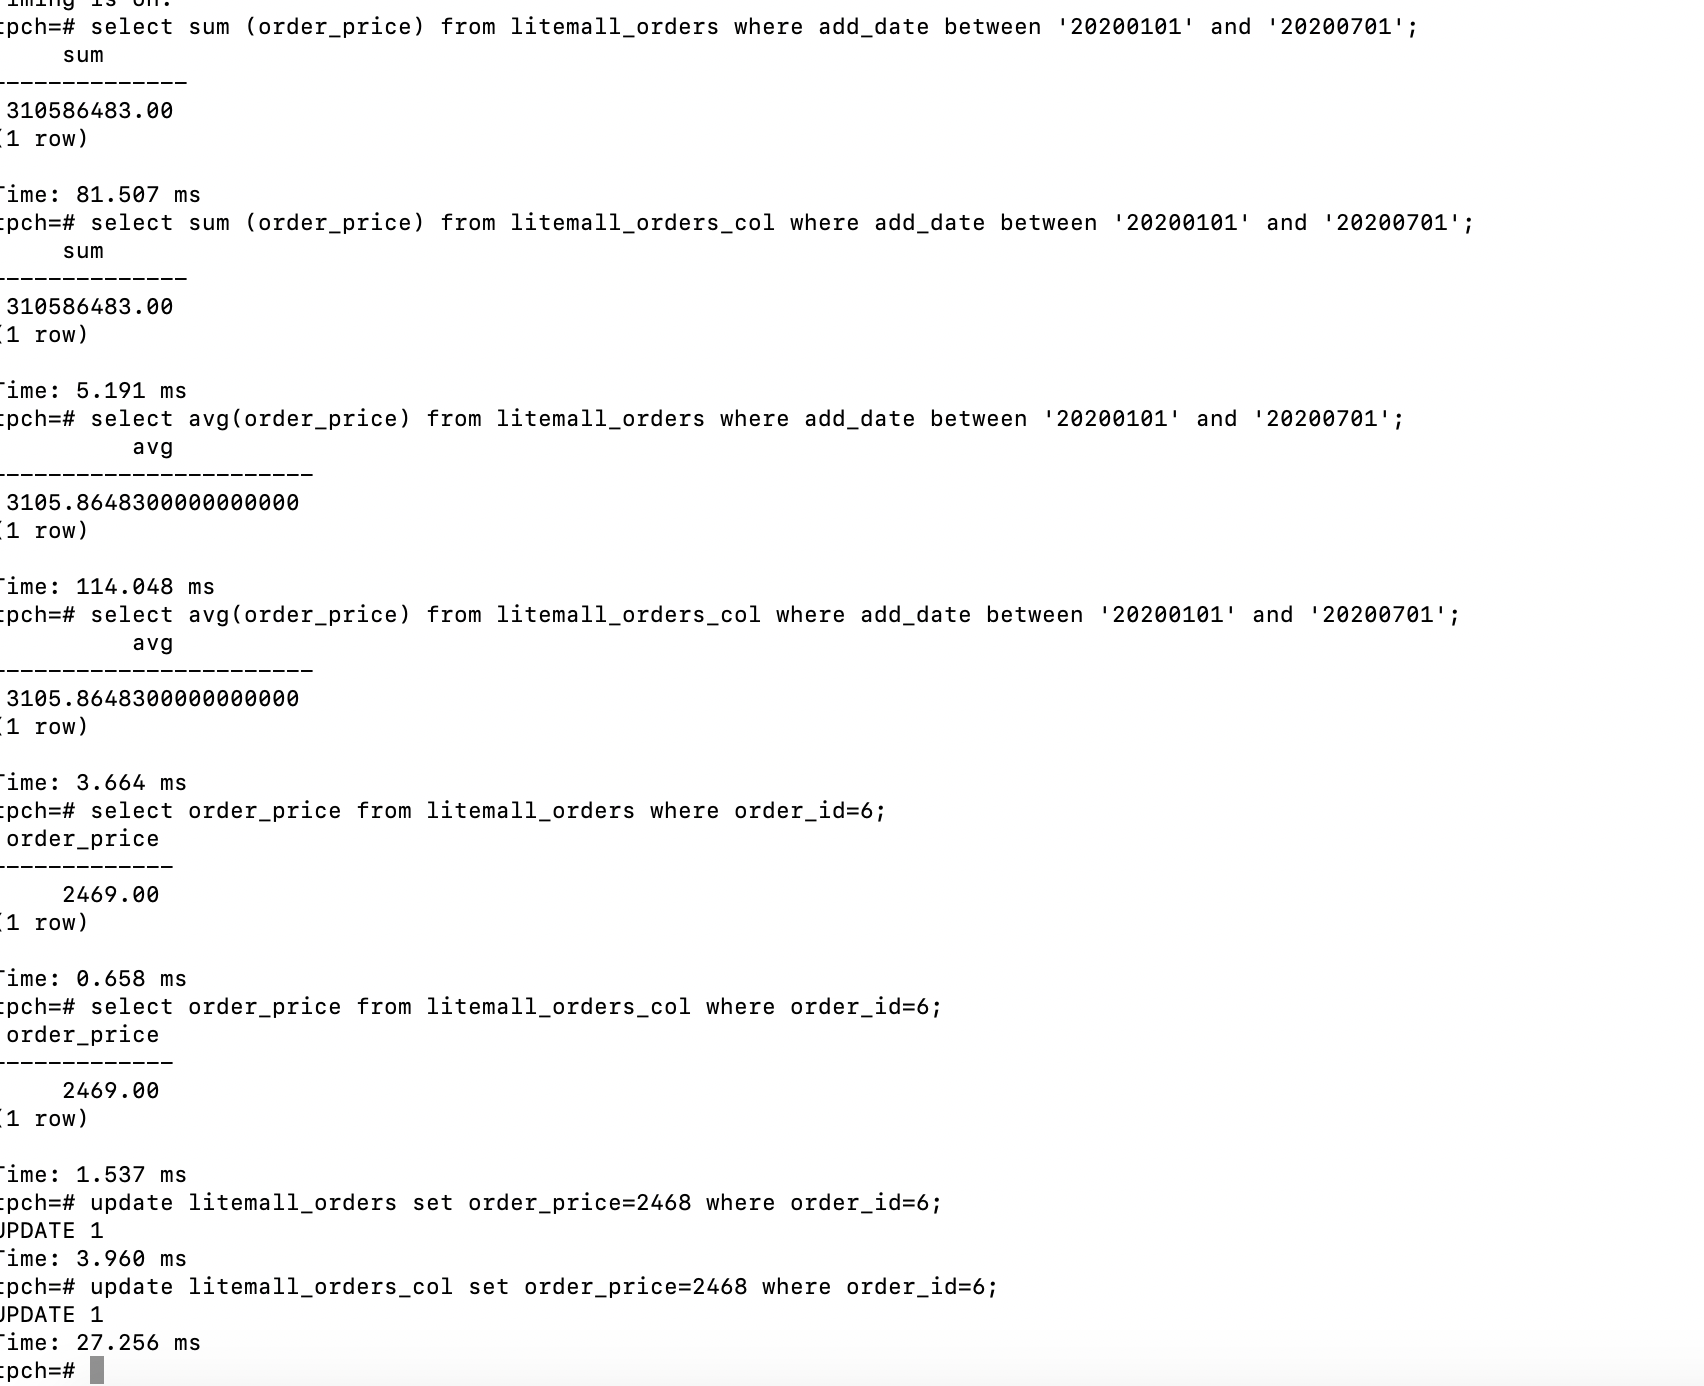 iming is on.
tpch=# select sum (order_price) from litemall_orders where add_date between '20200101' and '20200701';
sum
--------------
310586483.00
(1 row)
Time: 81.507 ms
tpch=# select sum (order_price) from litemall_orders_col where add_date between '20200101' and '20200701';
sum
--------------
310586483.00
(1 row)
Time: 5.191 ms
tpch=# select avg(order_price) from litemall_orders where add_date between '20200101' and '20200701';
avg
-----------------------
3105.8648300000000000
(1 row)
Time: 114.048 ms
tpch=# select avg(order_price) from litemall_orders_col where add_date between '20200101' and '20200701';
avg
-----------------------
3105.8648300000000000
(1 row)
Time: 3.664 ms
tpch=# select order_price from litemall_orders where order_id=6;
order_price
-------------
2469.00
(1 row)
Time: 0.658 ms
tpch=# select order_price from litemall_orders_col where order_id=6;
order_price
-------------
2469.00
(1 row)
Time: 1.537 ms
tpch=# update litemall_orders set order_price=2468 where order_id=6;
UPDATE 1
Time: 3.960 ms
tpch=# update litemall_orders_col set order_price=2468 where order_id=6;
UPDATE 1
Time: 27.256 ms
tpch=#